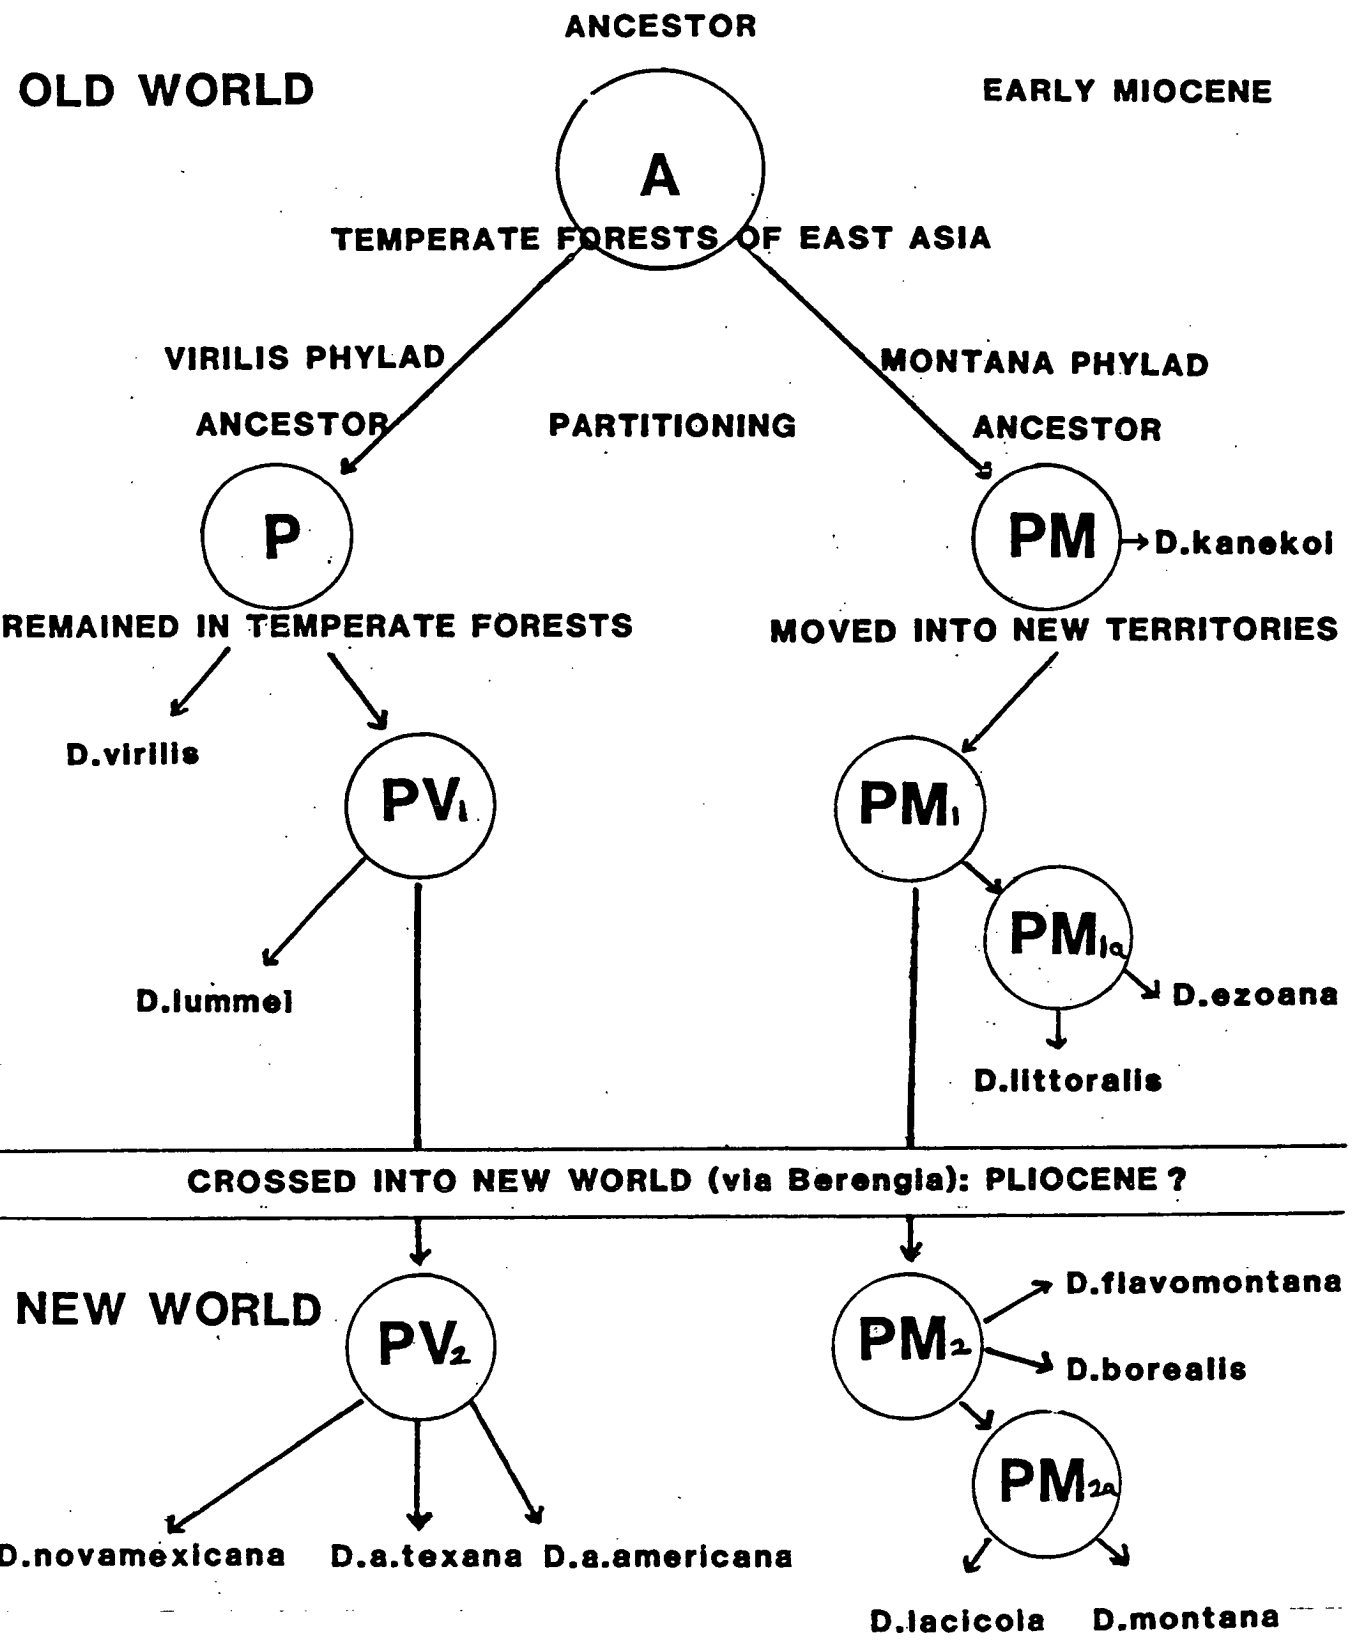 ANCESTOR
OLD WORLD
EARLY MIOCENE
A
TEMPERATE FORESTS OF EAST ASIA
VIRILIS PHYLAD
MONTANA PHYLAD
ANCESTOR
PARTITIONING
ANCESTOR
P
PM
D.kanekoi
REMAINED IN TEMPERATE FORESTS
MOVED INTO NEW TERRITORIES
D.virilis
PV1
PM1
PM1a
D.lummei
D.ezoana
D.littoralis
CROSSED INTO NEW WORLD (via Berengia): PLIOCENE ?
NEW WORLD
PV2
PM2
D.flavomontana
D.borealis
PM2a
D.novamexicana
D.a.texana
D.a.americana
D.lacicola
D.montana